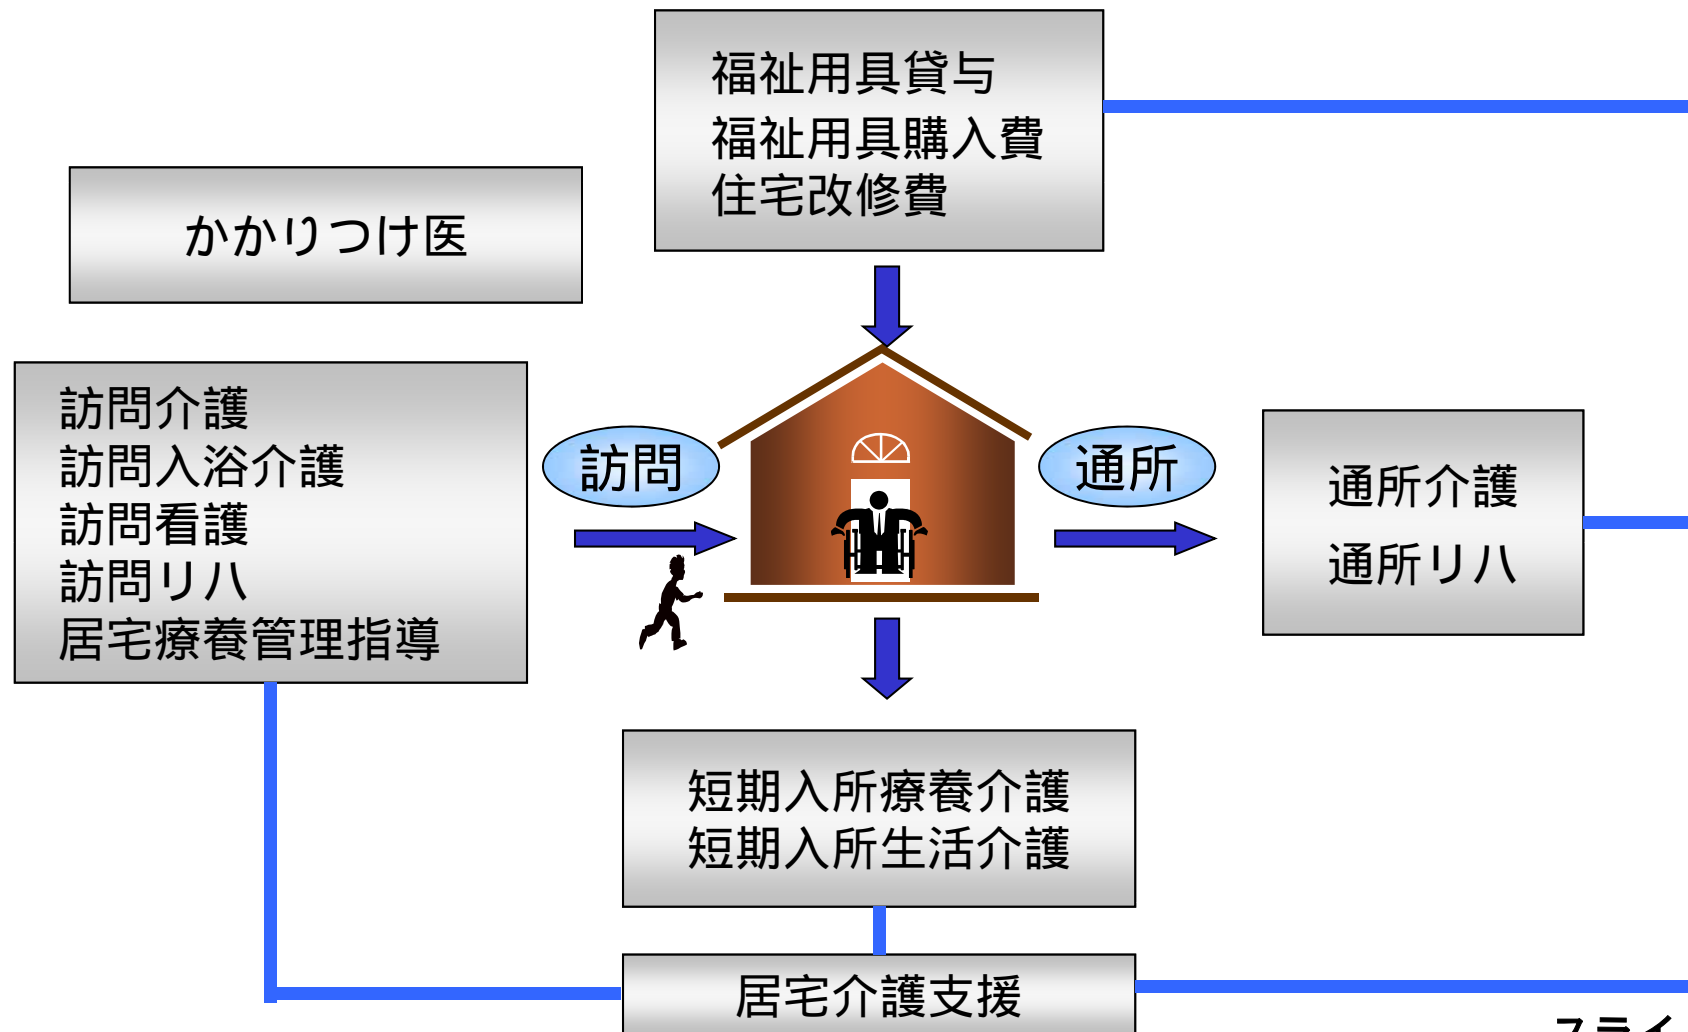 福祉用具貸与
福祉用具購入費
住宅改修費
かかりつけ医
訪問介護
訪問入浴介護
訪問看護
訪問リハ
居宅療養管理指導
訪問
通所
通所介護
通所リハ
短期入所療養介護
短期入所生活介護
居宅介護支援